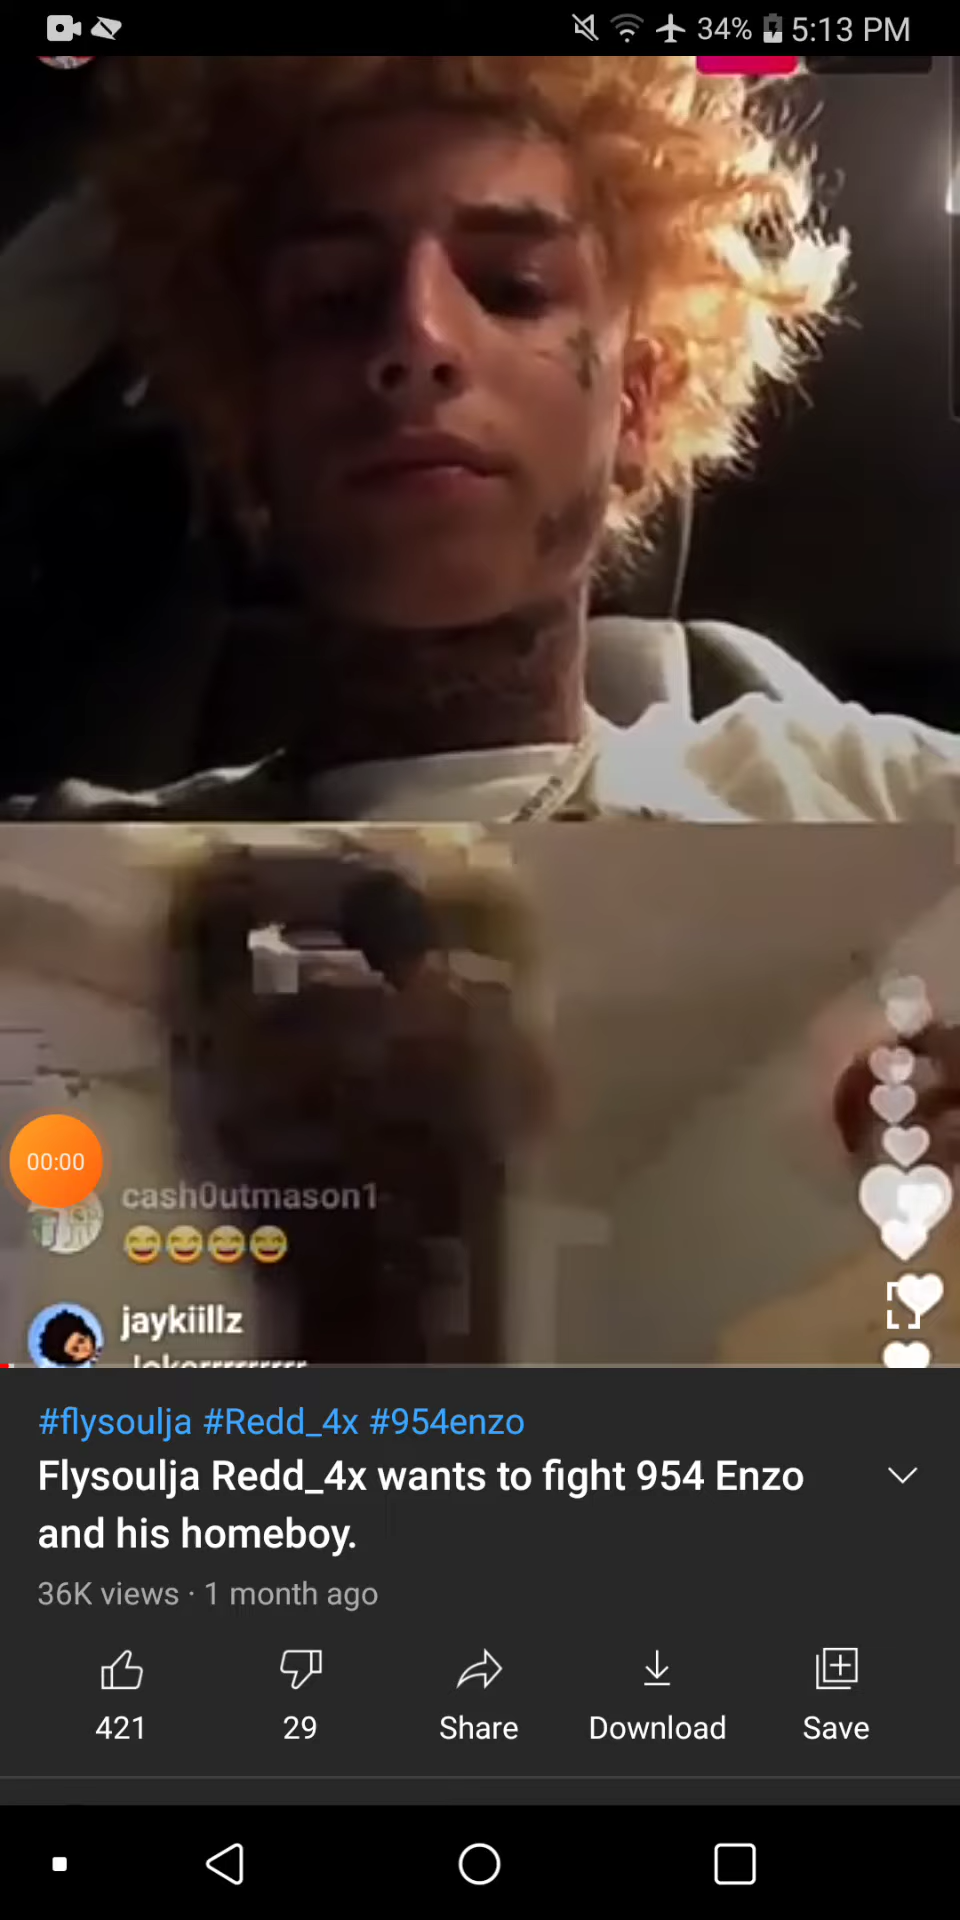 34% 5:13 PM
00:00
cash0utmason1
😂😂😂😂
jaykiillz
#flysoulja #Redd_4x #954enzo
Flysoulja Redd_4x wants to fight 954 Enzo
and his homeboy.
36K views · 1 month ago
421 29 Share Download Save